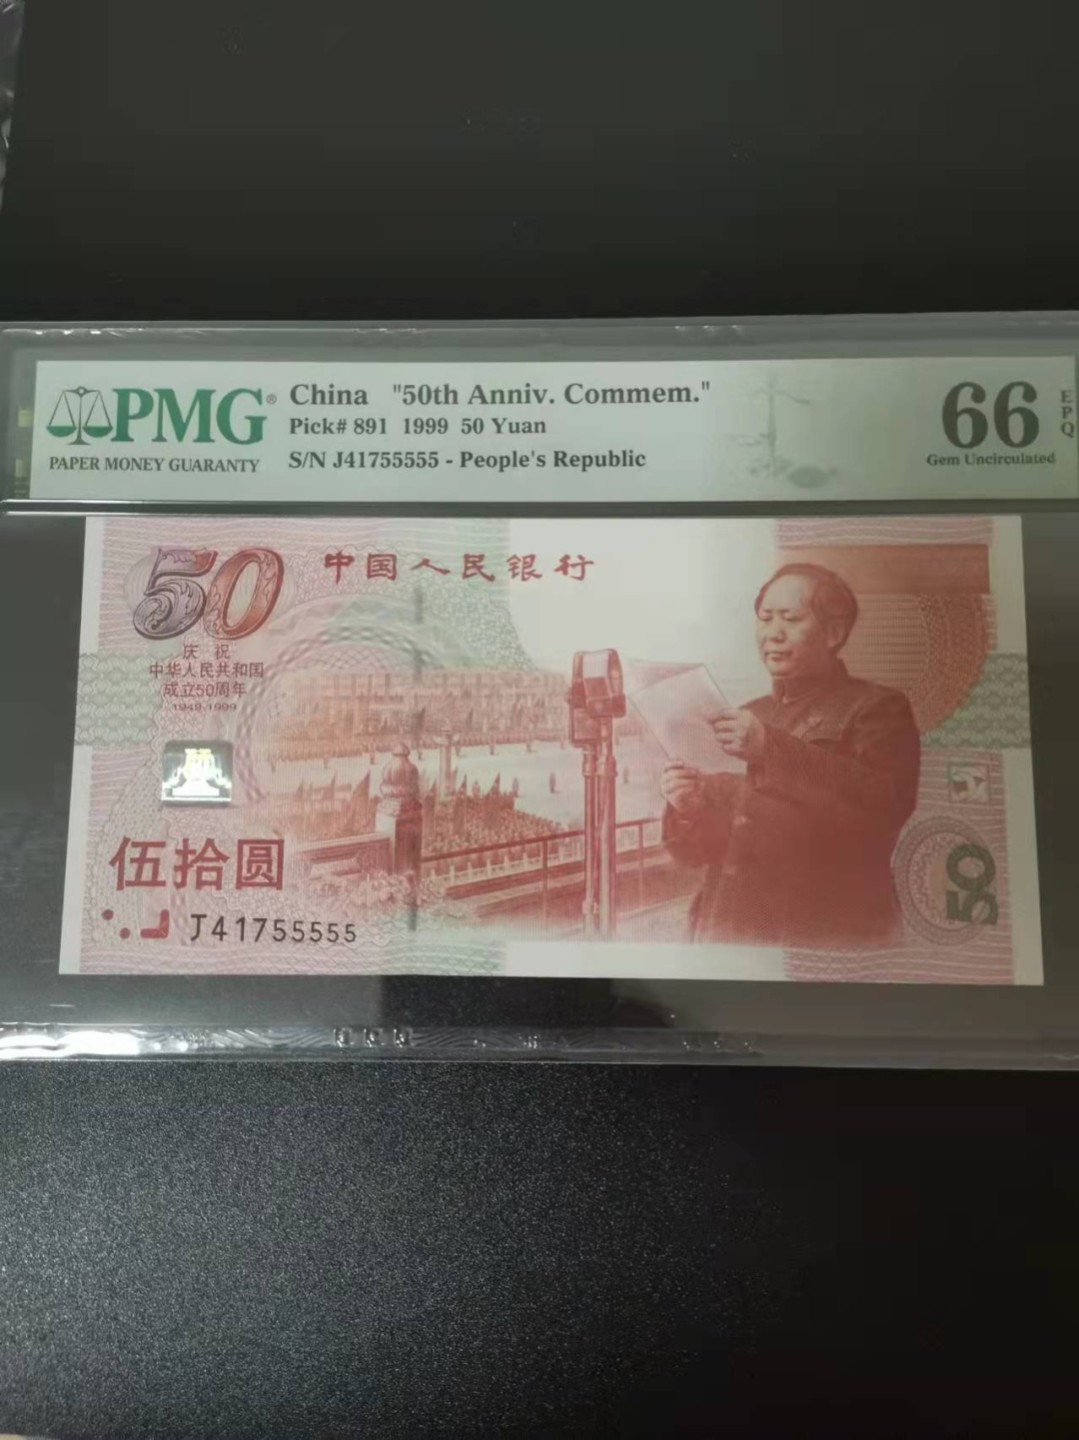 PMG®
PAPER MONEY GUARANTY
China "50th Anniv. Commem."
Pick# 891 1999 50 Yuan
S/N J41755555 - People's Republic
66
EPQ
Gem Uncirculated
50
中国人民银行
庆祝
中华人民共和国
成立50周年
1949-1999
伍拾圆
J41755555
50